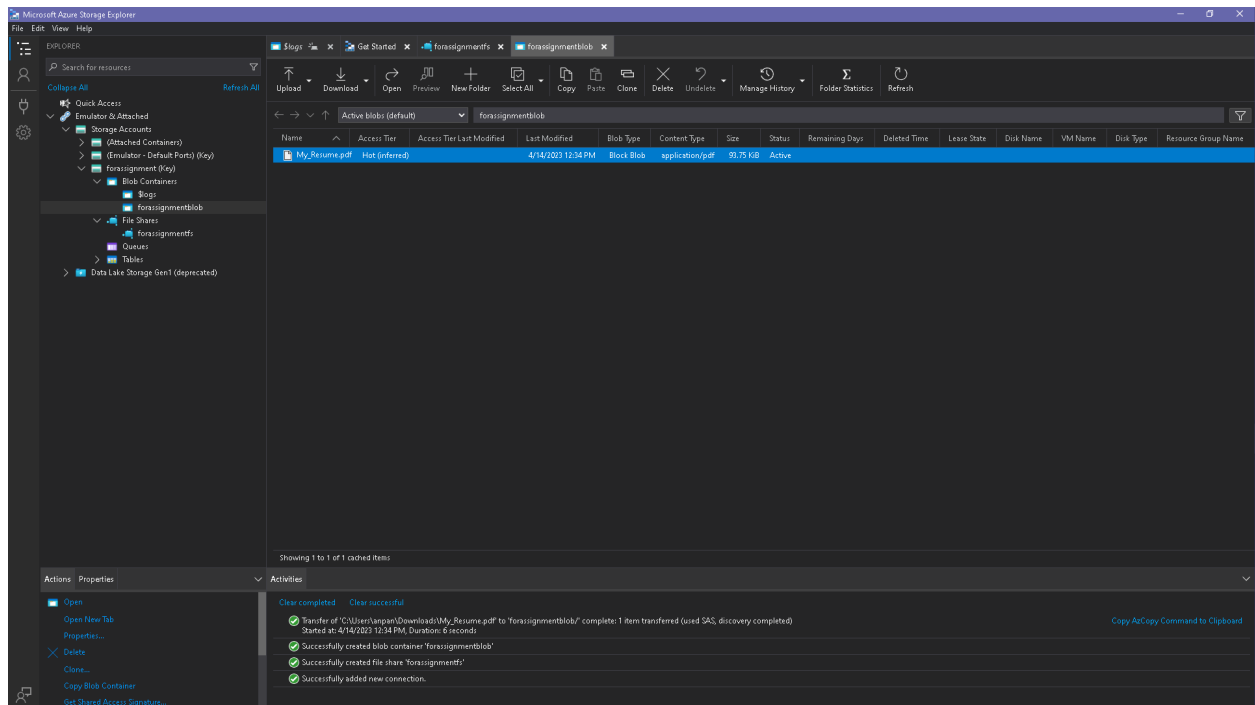 Microsoft Azure Storage Explorer
File Edit View Help
EXPLORER
Search for resources
Collapse All Refresh All
Quick Access
Emulator & Attached
Storage Accounts
(Attached Containers)
(Emulator - Default Ports) (Key)
forassignment (Key)
Blob Containers
$logs
forassignmentblob
File Shares
forassignmentfs
Queues
Tables
Data Lake Storage Gen1 (deprecated)
$logs Get Started forassignmentfs forassignmentblob
Upload Download Open Preview New Folder Select All Copy Paste Clone Delete Undelete Manage History Folder Statistics Refresh
Active blobs (default) forassignmentblob
Name Access Tier Access Tier Last Modified Last Modified Blob Type Content Type Size Status Remaining Days Deleted Time Lease State Disk Name VM Name Disk Type Resource Group Name
My_Resume.pdf Hot (inferred) 4/14/2023 12:34 PM Block Blob application/pdf 93.75 KiB Active
Showing 1 to 1 of 1 cached items
Actions Properties
Open
Open New Tab
Properties...
Delete
Clone...
Copy Blob Container
Get Shared Access Signature...
Activities
Clear completed Clear successful
Transfer of 'C:\Users\anpan\Downloads\My_Resume.pdf' to 'forassignmentblob/' complete: 1 item transferred (used SAS, discovery completed) Copy AzCopy Command to Clipboard
Started at: 4/14/2023 12:34 PM, Duration: 6 seconds
Successfully created blob container 'forassignmentblob'
Successfully created file share 'forassignmentfs'
Successfully added new connection.